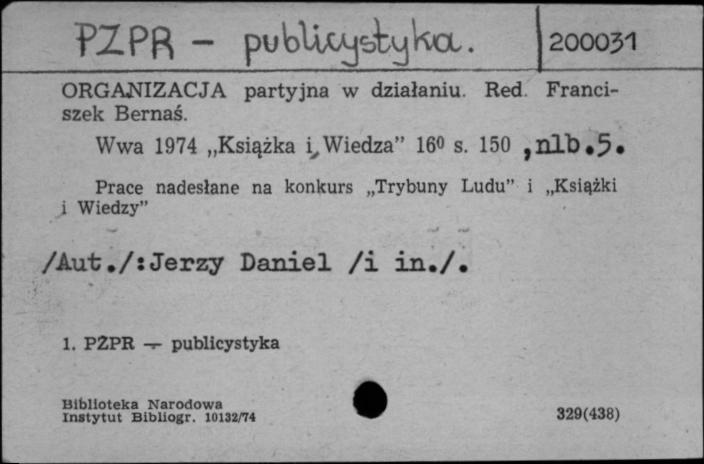 PZPR – publicystyka.
200031
ORGANIZACJA partyjna w działaniu. Red. Franci-
szek Bernaś.
Wwa 1974 „Książka i Wiedza” 16⁰ s. 150 , nlb.5.
Prace nadesłane na konkurs „Trybuny Ludu” i „Książki
i Wiedzy”
/Aut./:Jerzy Daniel /i in./.
1. PZPR — publicystyka
Biblioteka Narodowa
Instytut Bibliogr. 10132/74
329(438)